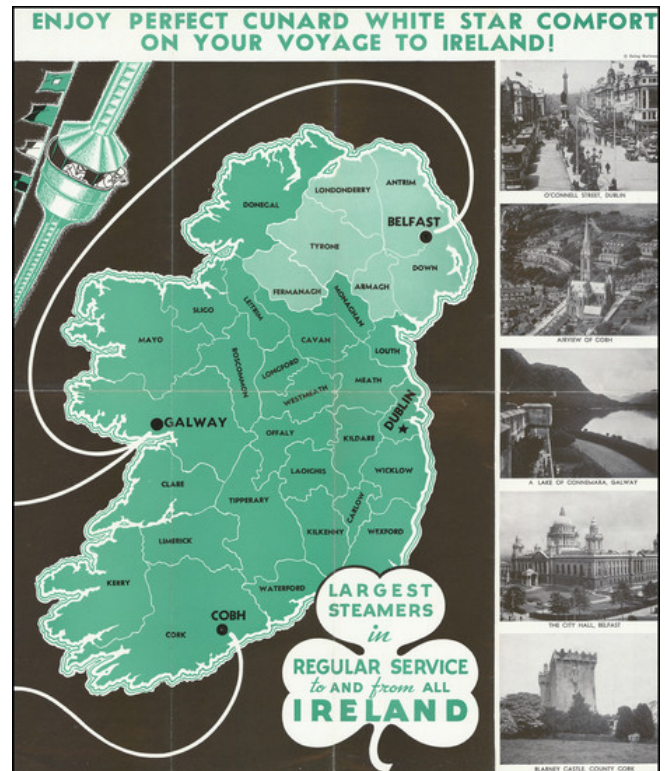 ENJOY PERFECT CUNARD WHITE STAR COMFORT
ON YOUR VOYAGE TO IRELAND!
DONEGAL
LONDONDERRY
ANTRIM
BELFAST
TYRONE
DOWN
FERMANAGH
ARMAGH
MONAGHAN
SLIGO
LEITRIM
CAVAN
MAYO
ROSCOMMON
LONGFORD
LOUTH
WESTMEATH
MEATH
GALWAY
DUBLIN
OFFALY
KILDARE
LAOIGHIS
WICKLOW
CLARE
TIPPERARY
CARLOW
KILKENNY
WEXFORD
LIMERICK
KERRY
WATERFORD
COBH
CORK
LARGEST
STEAMERS
in
REGULAR SERVICE
to AND from ALL
IRELAND
O'CONNELL STREET, DUBLIN
AIRVIEW OF COBH
A LAKE OF CONNEMARA, GALWAY
THE CITY HALL, BELFAST
BLARNEY CASTLE, COUNTY CORK